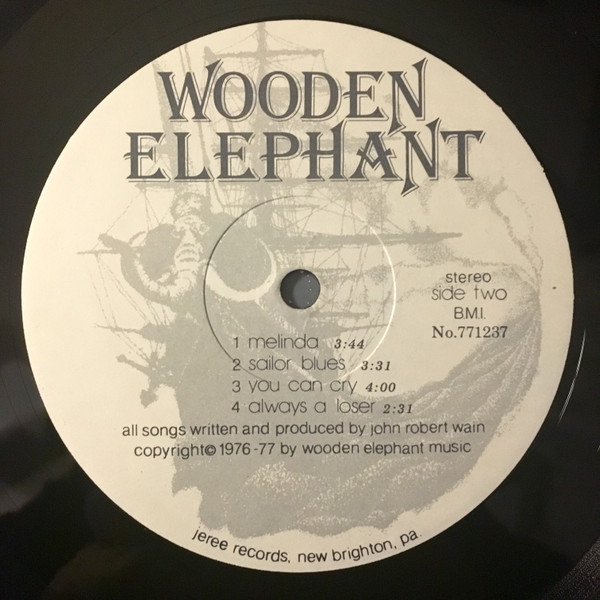 WOODEN
ELEPHANT
stereo
side two
B.M.I.
No.771237
1 melinda 3:44
2 sailor blues 3:31
3 you can cry 4:00
4 always a loser 2:31
all songs written and produced by john robert wain
copyright© 1976-77 by wooden elephant music
jeree records, new brighton, pa.